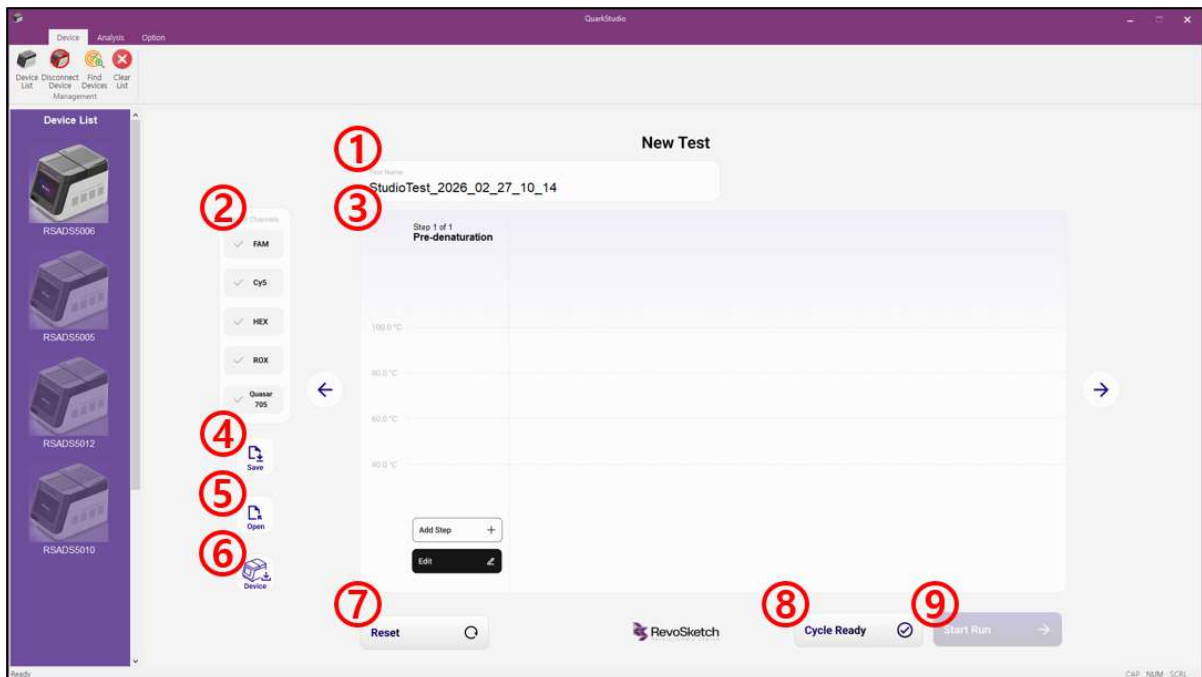 QuarkStudio
Device Analysis Option
Device List
Disconnect Device
Find Devices
Clear List
Management
Device List
RSADS5006
RSADS5005
RSADS5012
RSADS5010
New Test
①
Test Name
StudioTest_2026_02_27_10_14
②
Channels
FAM
Cy5
HEX
ROX
Quasar
705
③
Step 1 of 1
Pre-denaturation
100.0 °C
80.0 °C
60.0 °C
40.0 °C
Add Step
Edit
④
Save
⑤
Open
⑥
Device
⑦
Reset
RevoSketch
⑧
Cycle Ready
⑨
Start Run
Ready
CAP NUM SCRL